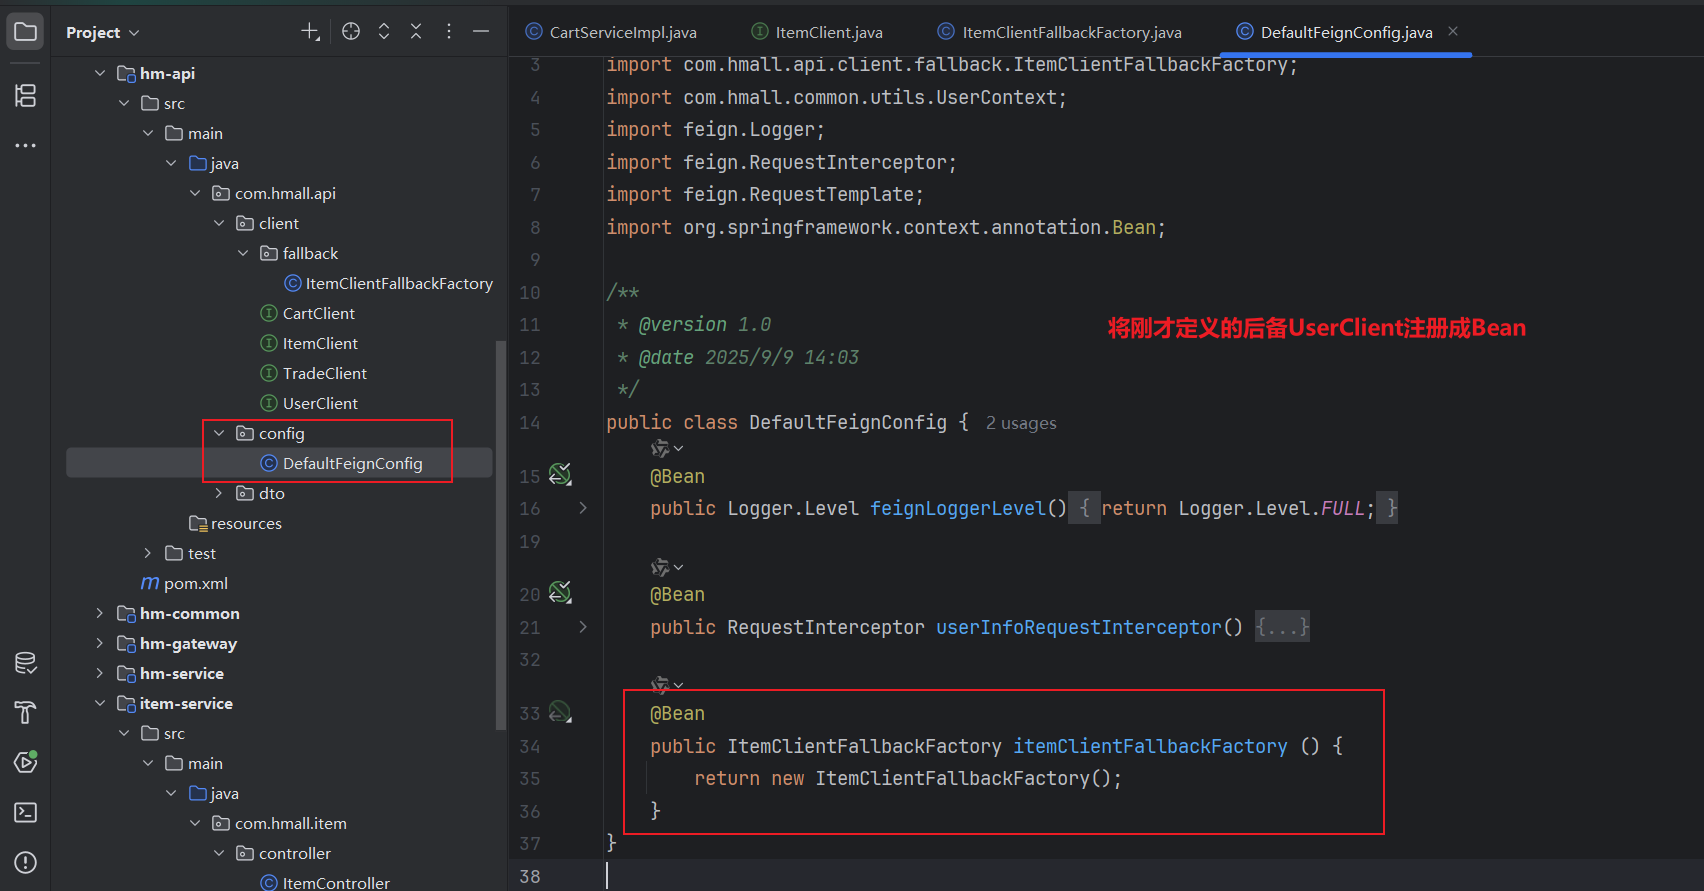 Project
hm-api
src
main
java
com.hmall.api
client
fallback
ItemClientFallBackFactory
CartClient
ItemClient
TradeClient
UserClient
config
DefaultFeignConfig
dto
resources
test
m pom.xml
hm-common
hm-gateway
hm-service
item-service
src
main
java
com.hmall.item
controller
ItemController
CartServiceImpl.java
ItemClient.java
ItemClientFallBackFactory.java
DefaultFeignConfig.java
3 import com.hmall.api.client.fallback.ItemClientFallBackFactory;
4 import com.hmall.common.utils.UserContext;
5 import feign.Logger;
6 import feign.RequestInterceptor;
7 import feign.RequestTemplate;
8 import org.springframework.context.annotation.Bean;
9
10 /**
11 * @version 1.0
将刚才定义的后备UserClient注册成Bean
12 * @date 2025/9/9 14:03
13 */
14 public class DefaultFeignConfig { 2 usages
15 @Bean
16 public Logger.Level feignLoggerLevel() { return Logger.Level.FULL; }
19
20 @Bean
21 public RequestInterceptor userInfoRequestInterceptor() {...}
32
33 @Bean
34 public ItemClientFallBackFactory itemClientFallBackFactory () {
35 return new ItemClientFallBackFactory();
36 }
37 }
38